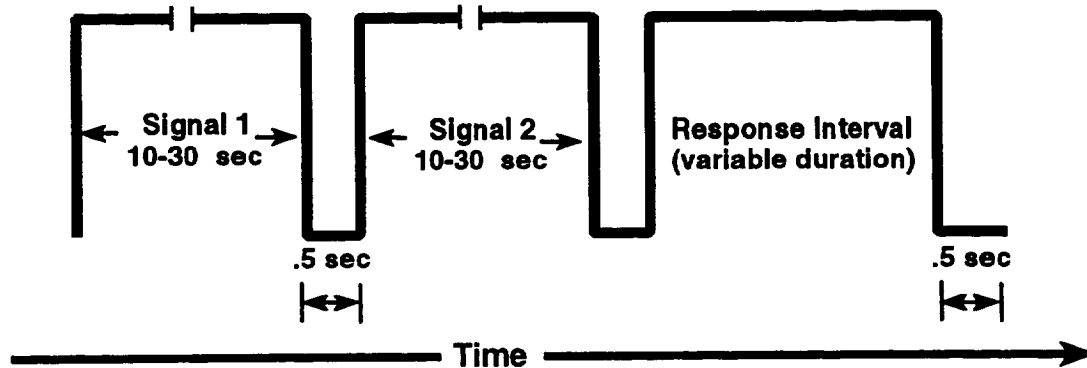 Signal 1
10-30 sec
Signal 2
10-30 sec
Response Interval
(variable duration)
.5 sec
.5 sec
Time